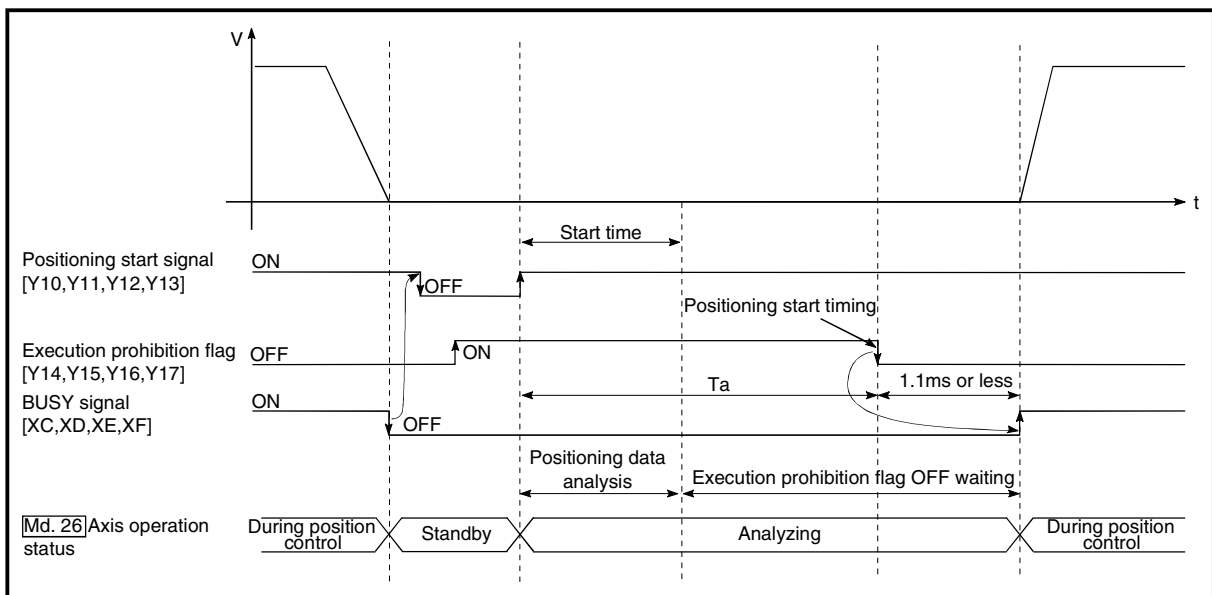 V
t
Start time
Positioning start signal
[Y10,Y11,Y12,Y13]
ON
OFF
Positioning start timing
Execution prohibition flag
[Y14,Y15,Y16,Y17]
OFF
ON
Ta
1.1ms or less
BUSY signal
[XC,XD,XE,XF]
ON
OFF
Positioning data
analysis
Execution prohibition flag OFF waiting
Md. 26 Axis operation
status
During position
control
Standby
Analyzing
During position
control